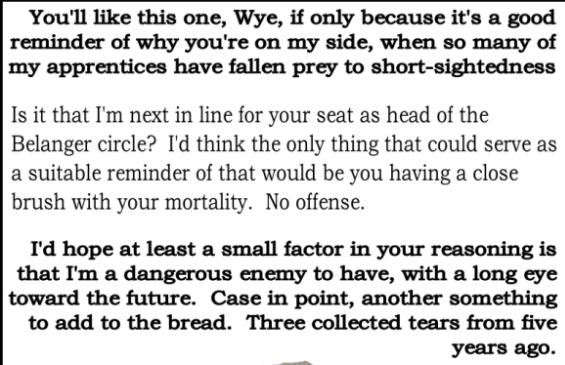 You'll like this one, Wye, if only because it's a good
reminder of why you're on my side, when so many of
my apprentices have fallen prey to short-sightedness
Is it that I'm next in line for your seat as head of the
Belanger circle?  I'd think the only thing that could serve as
a suitable reminder of that would be you having a close
brush with your mortality.  No offense.
I'd hope at least a small factor in your reasoning is
that I'm a dangerous enemy to have, with a long eye
toward the future.  Case in point, another something
to add to the bread.  Three collected tears from five
years ago.